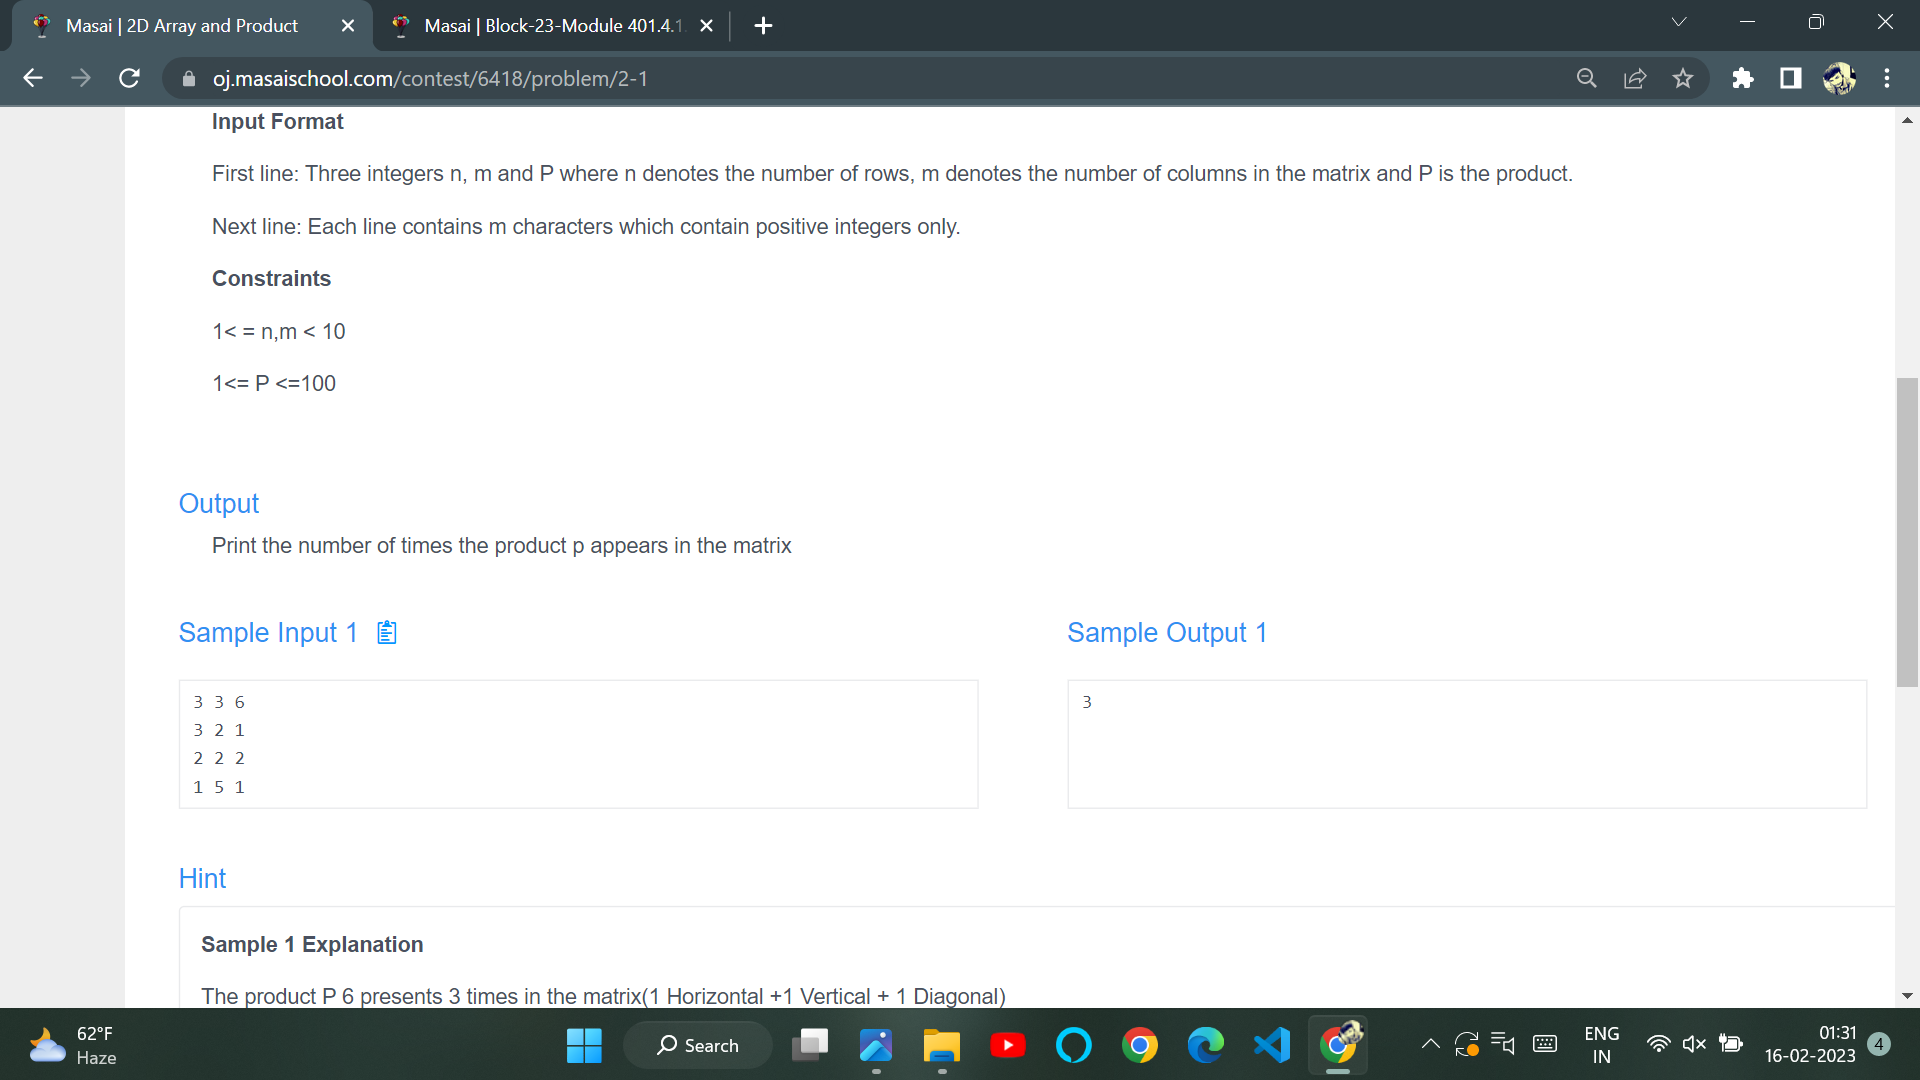 Masai | 2D Array and Product
Masai | Block-23-Module 401.4.1
oj.masaischool.com/contest/6418/problem/2-1
Input Format
First line: Three integers n, m and P where n denotes the number of rows, m denotes the number of columns in the matrix and P is the product.
Next line: Each line contains m characters which contain positive integers only.
Constraints
1< = n,m < 10
1<= P <=100
Output
Print the number of times the product p appears in the matrix
Sample Input 1
Sample Output 1
3 3 6
3 2 1
2 2 2
1 5 1
3
Hint
Sample 1 Explanation
The product P 6 presents 3 times in the matrix(1 Horizontal +1 Vertical + 1 Diagonal)
62°F
Haze
Search
ENG
IN
01:31
16-02-2023
4